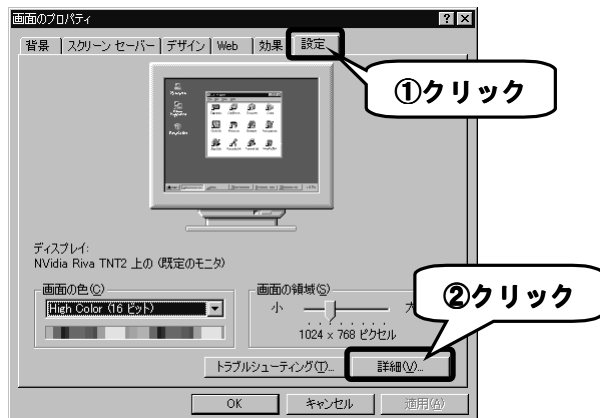 画面のプロパティ
背景 スクリーン セーバー デザイン Web 効果 設定
①クリック
ディスプレイ:
NVidia Riva TNT2 上の (既定のモニタ)
画面の色(C)
High Color (16 ビット)
画面の領域(S)
小 大
1024 x 768 ピクセル
②クリック
トラブルシューティング(T)... 詳細(V)...
OK キャンセル 適用(A)